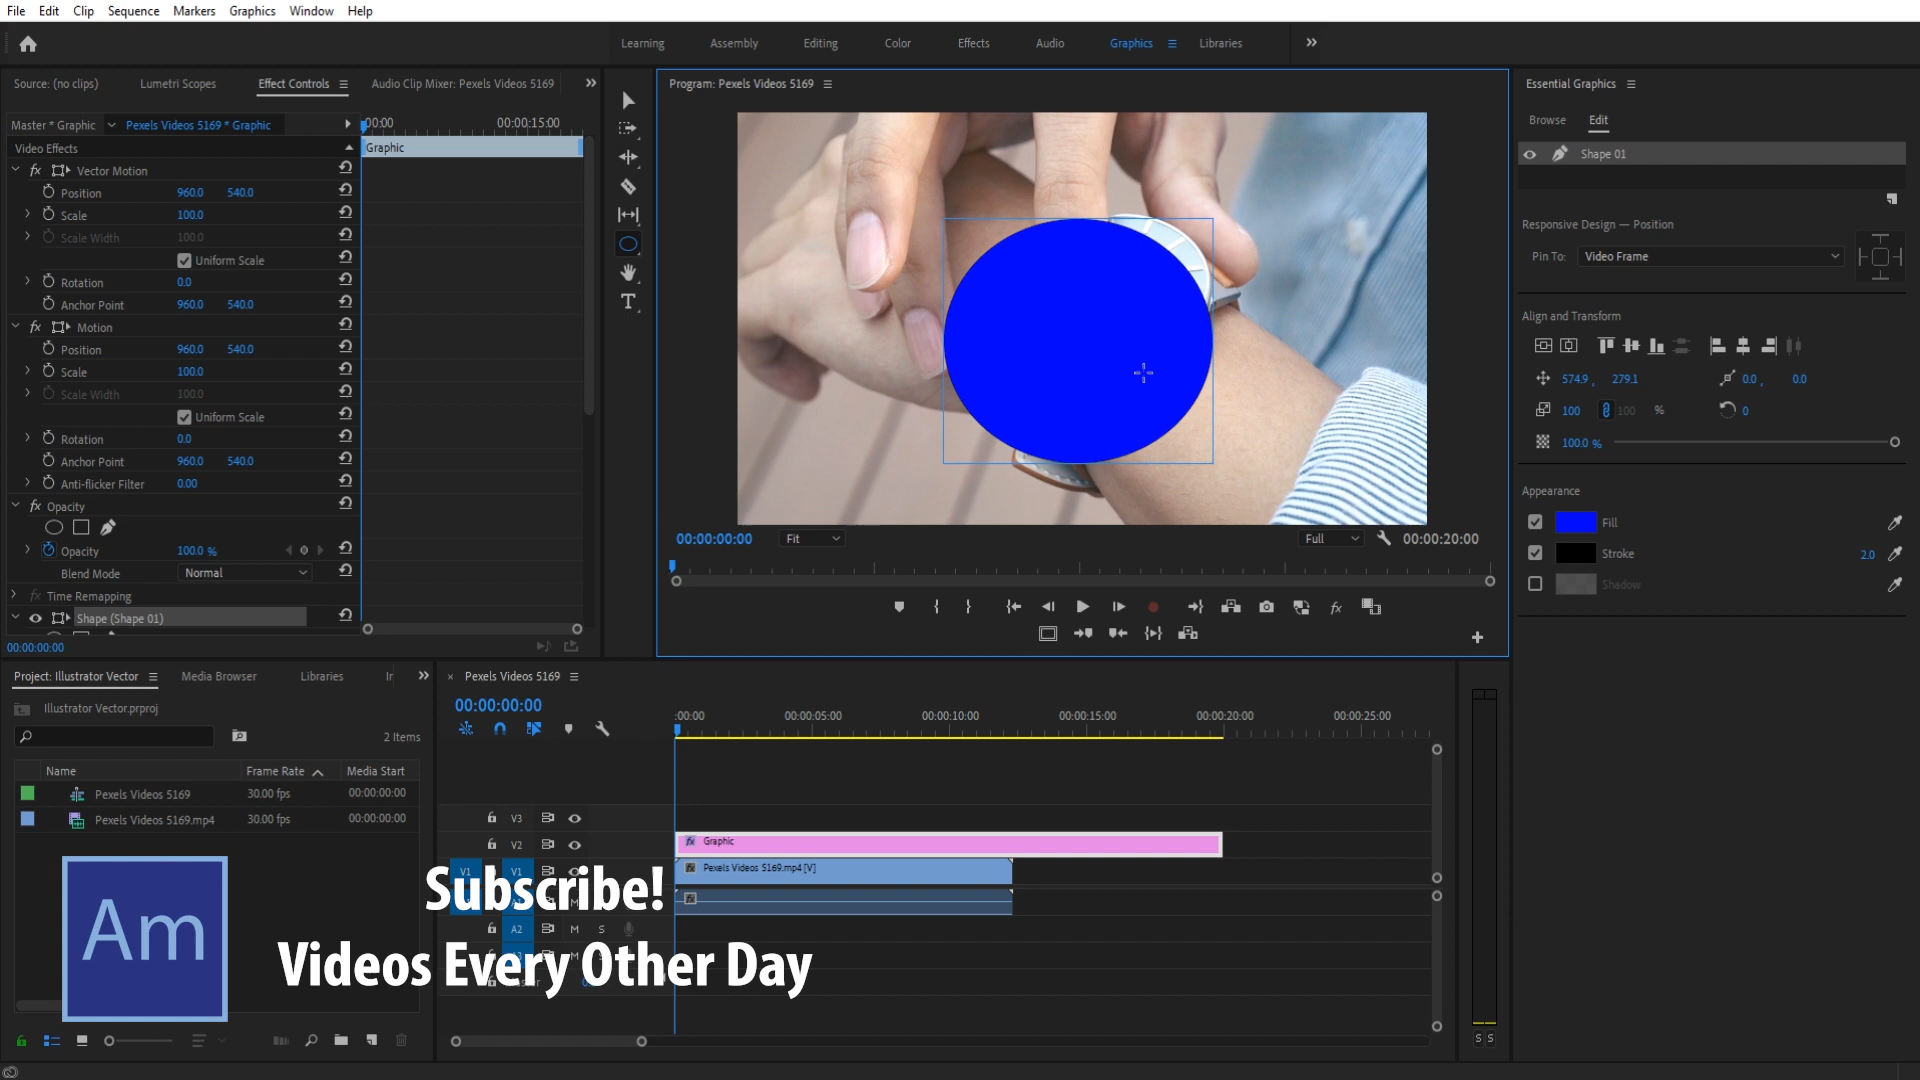 File Edit Clip Sequence Markers Graphics Window Help
Learning Assembly Editing Color Effects Audio Graphics Libraries
Source: (no clips) Lumetri Scopes Effect Controls Audio Clip Mixer: Pexels Videos 5169
Master * Graphic Pexels Videos 5169 * Graphic
:00:00 00:00:15:00
Video Effects
Graphic
fx Vector Motion
Position 960.0 540.0
Scale 100.0
Scale Width 100.0
Uniform Scale
Rotation 0.0
Anchor Point 960.0 540.0
fx Motion
Position 960.0 540.0
Scale 100.0
Scale Width 100.0
Uniform Scale
Rotation 0.0
Anchor Point 960.0 540.0
Anti-flicker Filter 0.00
fx Opacity
Opacity 100.0 %
Blend Mode Normal
fx Time Remapping
Shape (Shape 01)
00:00:00:00
T
Program: Pexels Videos 5169
00:00:00:00 Fit Full 00:00:20:00
fx
Essential Graphics
Browse Edit
Shape 01
Responsive Design — Position
Pin To: Video Frame
Align and Transform
574.9 , 279.1 0.0 , 0.0
100 100 % 0
100.0 %
Appearance
Fill
Stroke 2.0
Shadow
Project: Illustrator Vector Media Browser Libraries
Illustrator Vector.prproj
2 Items
Name Frame Rate Media Start
Pexels Videos 5169 30.00 fps 00:00:00:00
Pexels Videos 5169.mp4 30.00 fps 00:00:00:00
Pexels Videos 5169
00:00:00:00
:00:00 00:00:05:00 00:00:10:00 00:00:15:00 00:00:20:00 00:00:25:00
V3
V2 fx Graphic
V1 V1 fx Pexels Videos 5169.mp4 [V]
M fx
A2 M S
S S
Am
Subscribe!
Videos Every Other Day